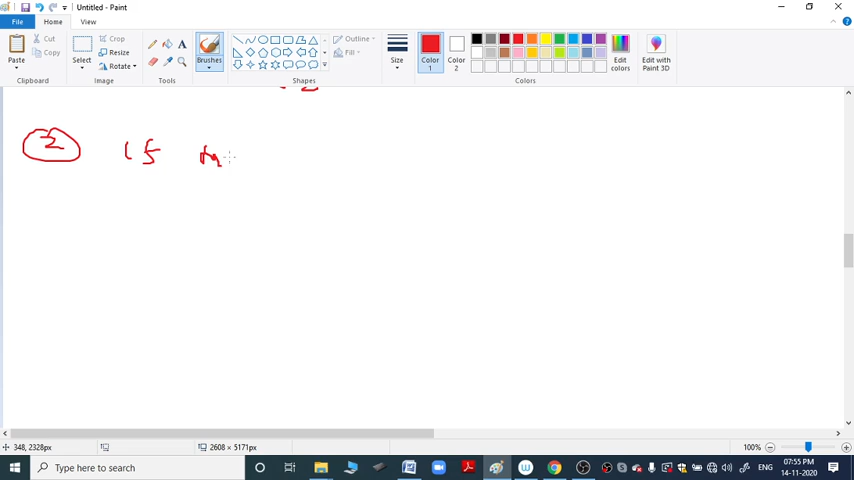 Untitled - Paint
File Home View
Paste
Cut
Copy
Clipboard
Select
Crop
Resize
Rotate
Image
A
Tools
Brushes
Outline
Fill
Shapes
Size
Color 1
Color 2
Edit colors
Colors
Edit with Paint 3D
2 If
348, 2328px 2608 × 5171px 100%
Type here to search ENG 07:55 PM
14-11-2020